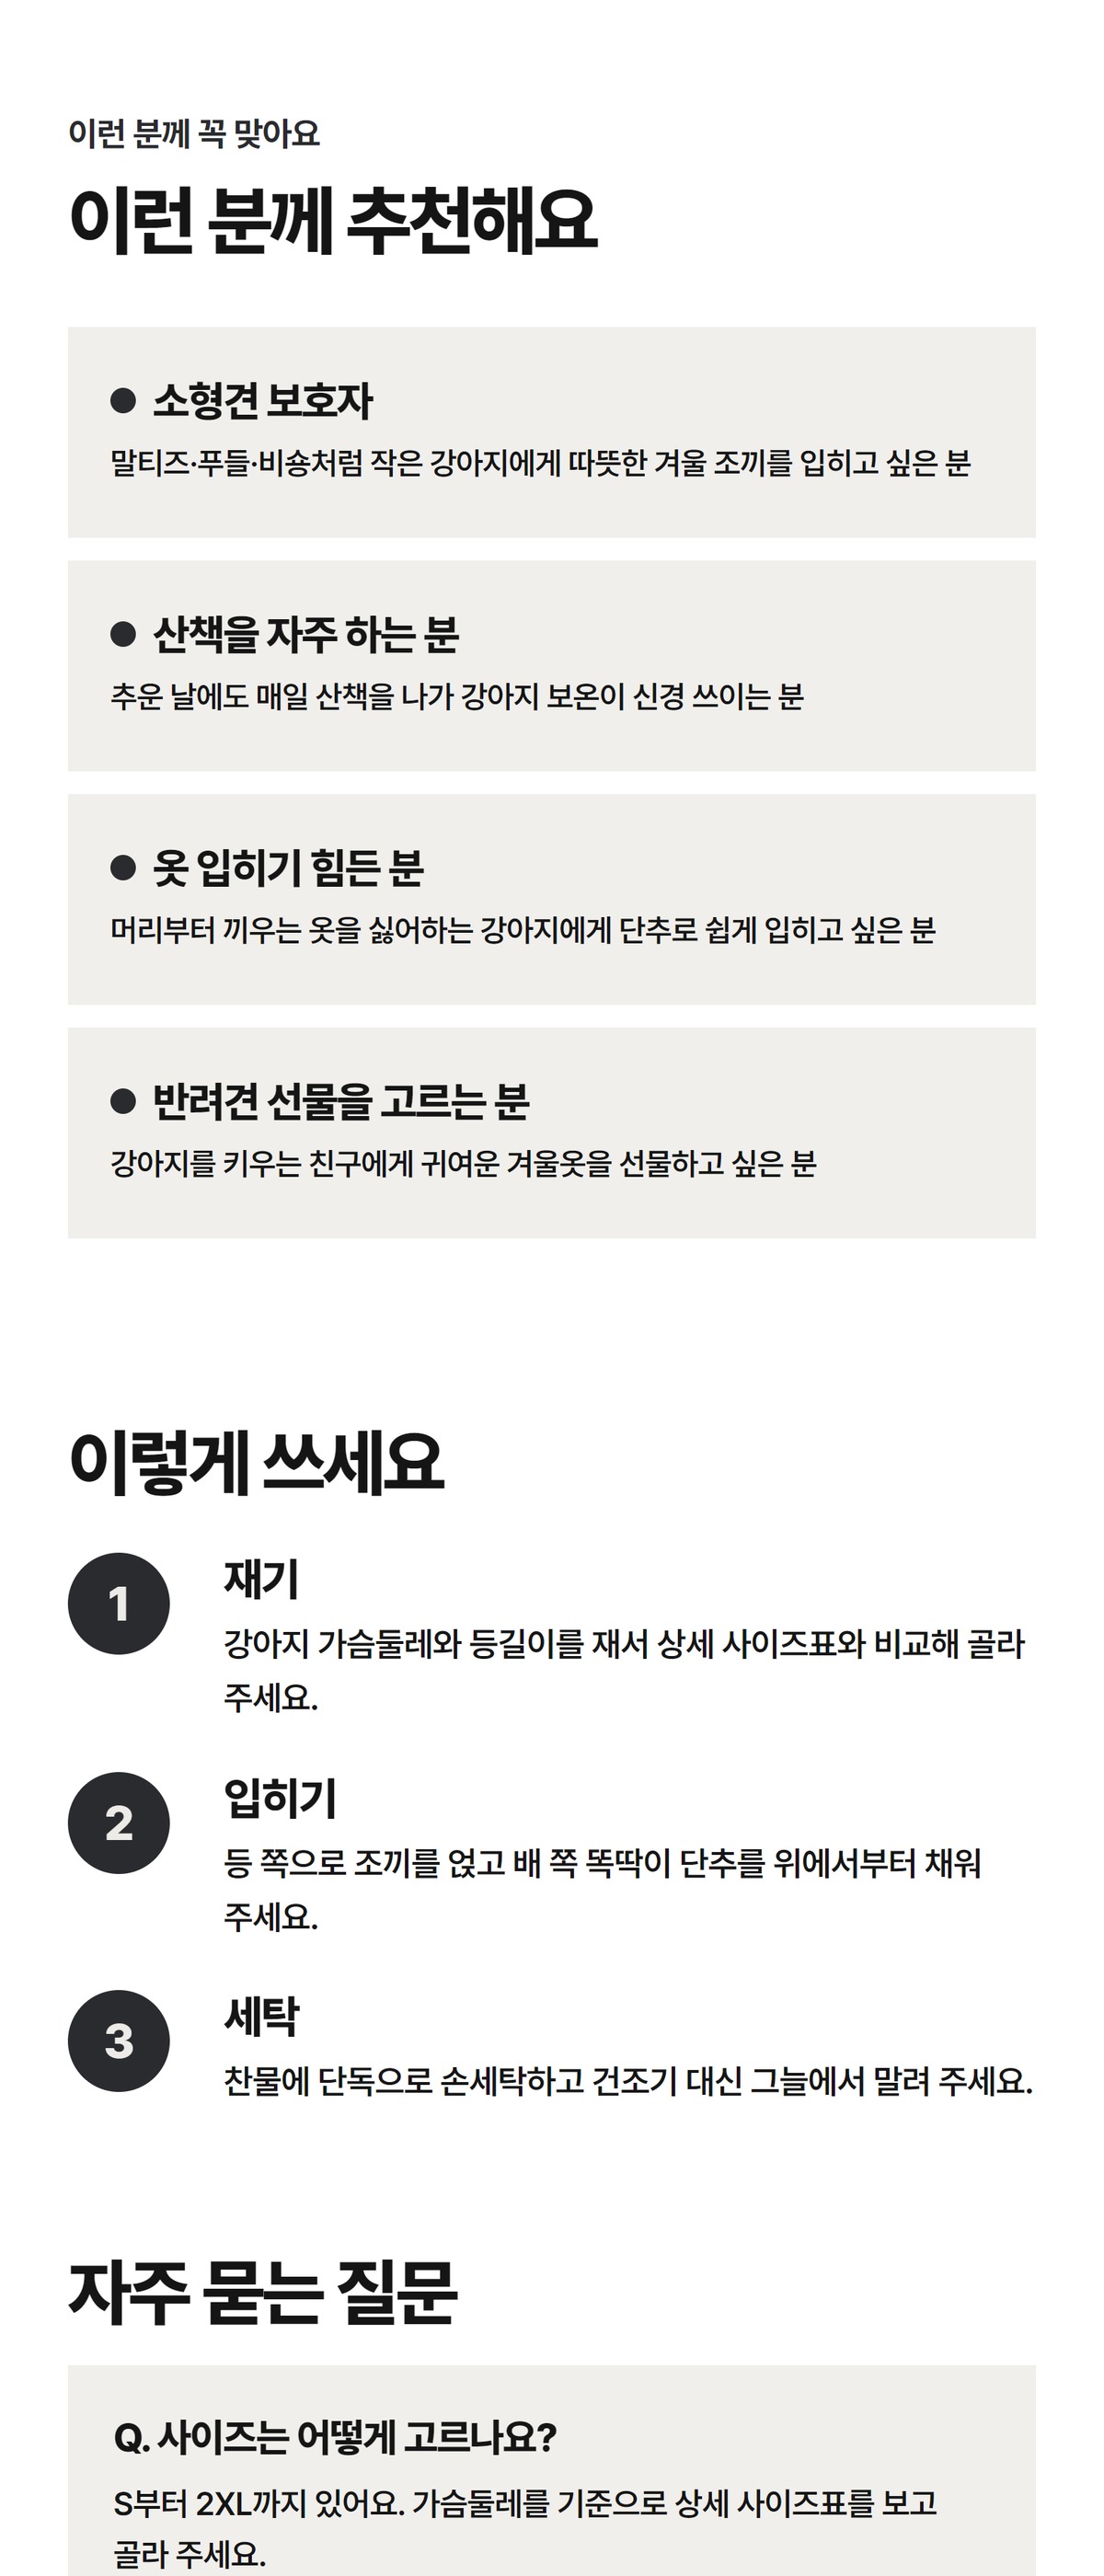 이런 분께 꼭 맞아요
이런 분께 추천해요
소형견 보호자
말티즈·푸들·비숑처럼 작은 강아지에게 따뜻한 겨울 조끼를 입히고 싶은 분
산책을 자주 하는 분
추운 날에도 매일 산책을 나가 강아지 보온이 신경 쓰이는 분
옷 입히기 힘든 분
머리부터 끼우는 옷을 싫어하는 강아지에게 단추로 쉽게 입히고 싶은 분
반려견 선물을 고르는 분
강아지를 키우는 친구에게 귀여운 겨울옷을 선물하고 싶은 분
이렇게 쓰세요
1
재기
강아지 가슴둘레와 등길이를 재서 상세 사이즈표와 비교해 골라
주세요.
2
입히기
등 쪽으로 조끼를 얹고 배 쪽 똑딱이 단추를 위에서부터 채워
주세요.
3
세탁
찬물에 단독으로 손세탁하고 건조기 대신 그늘에서 말려 주세요.
자주 묻는 질문
Q. 사이즈는 어떻게 고르나요?
S부터 2XL까지 있어요. 가슴둘레를 기준으로 상세 사이즈표를 보고
골라 주세요.